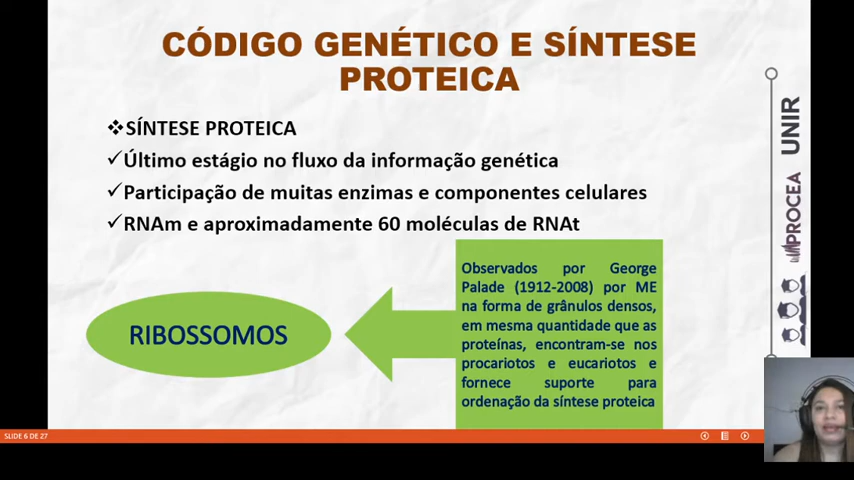 CÓDIGO GENÉTICO E SÍNTESE
PROTEICA
❖SÍNTESE PROTEICA
✓Último estágio no fluxo da informação genética
✓Participação de muitas enzimas e componentes celulares
✓RNAm e aproximadamente 60 moléculas de RNAt
RIBOSSOMOS
Observados por George
Palade (1912-2008) por ME
na forma de grânulos densos,
em mesma quantidade que as
proteínas, encontram-se nos
procariotos e eucariotos e
fornece suporte para
ordenação da síntese proteica
UNIR
PROCEA
SLIDE 6 DE 27